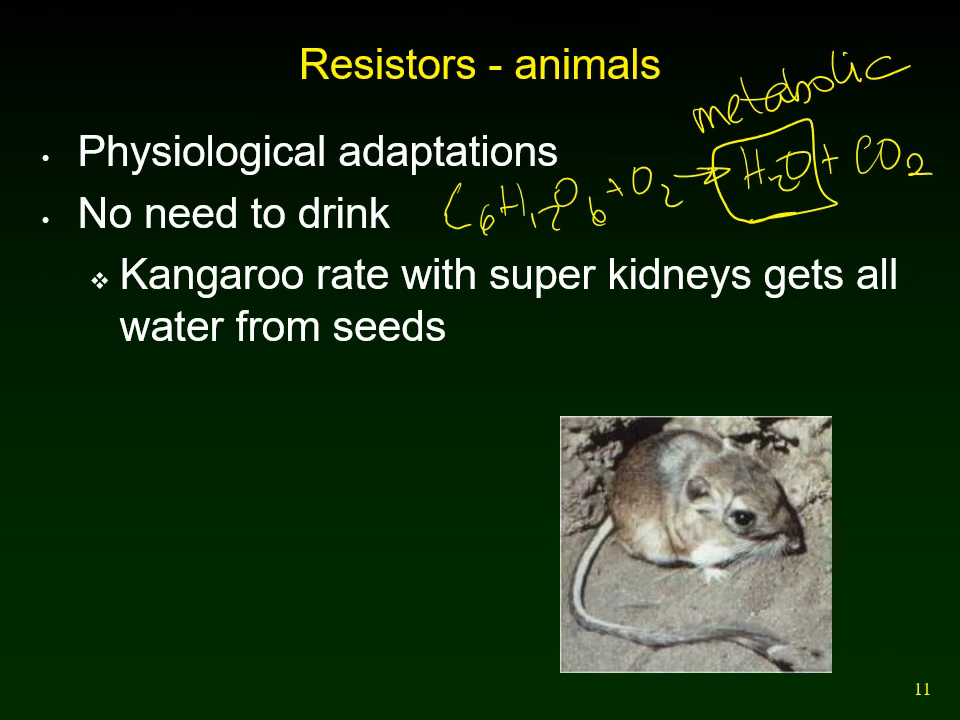 Resistors - animals
metabolic
• Physiological adaptations
C6H12O6 + O2 → H2O + CO2
• No need to drink
❖ Kangaroo rate with super kidneys gets all
water from seeds
11